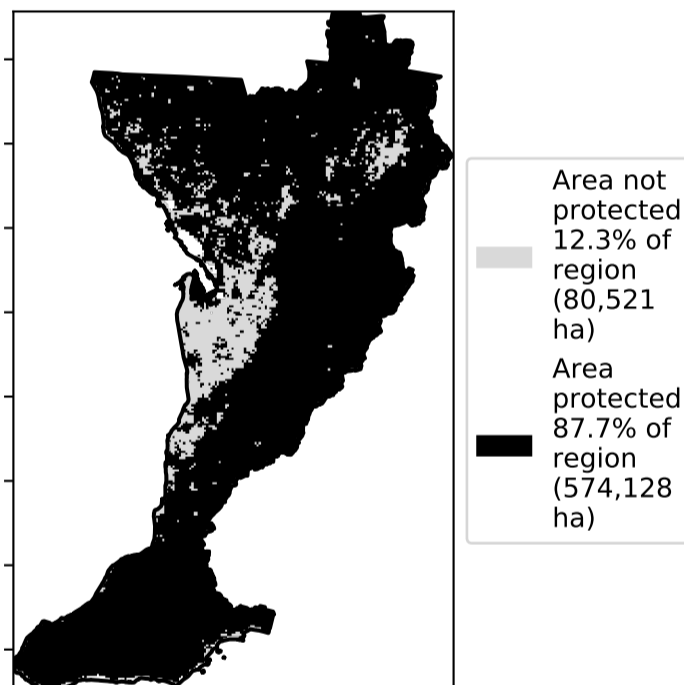 Area not
protected
12.3% of
region
(80,521
ha)
Area
protected
87.7% of
region
(574,128
ha)